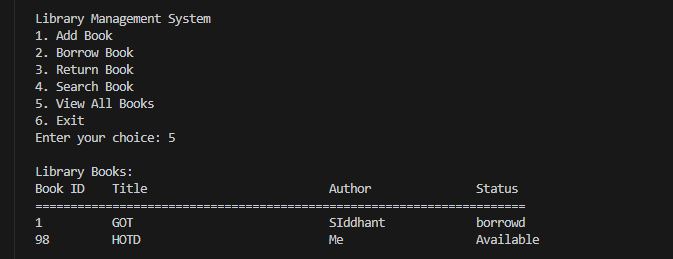 Library Management System
1. Add Book
2. Borrow Book
3. Return Book
4. Search Book
5. View All Books
6. Exit
Enter your choice: 5
Library Books:
Book ID    Title                          Author               Status
======================================================================
1          GOT                            SIddhant             borrowd
98         HOTD                           Me                   Available